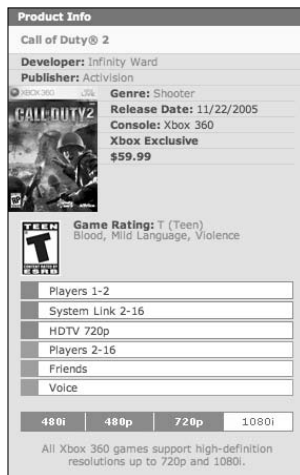 Product Info
Call of Duty® 2
Developer: Infinity Ward
Publisher: Activision
XBOX 360
CALL OF DUTY 2
Genre: Shooter
Release Date: 11/22/2005
Console: Xbox 360
Xbox Exclusive
$59.99
TEEN
T
ESRB
Game Rating: T (Teen)
Blood, Mild Language, Violence
Players 1-2
System Link 2-16
HDTV 720p
Players 2-16
Friends
Voice
480i 480p 720p 1080i
All Xbox 360 games support high-definition
resolutions up to 720p and 1080i.